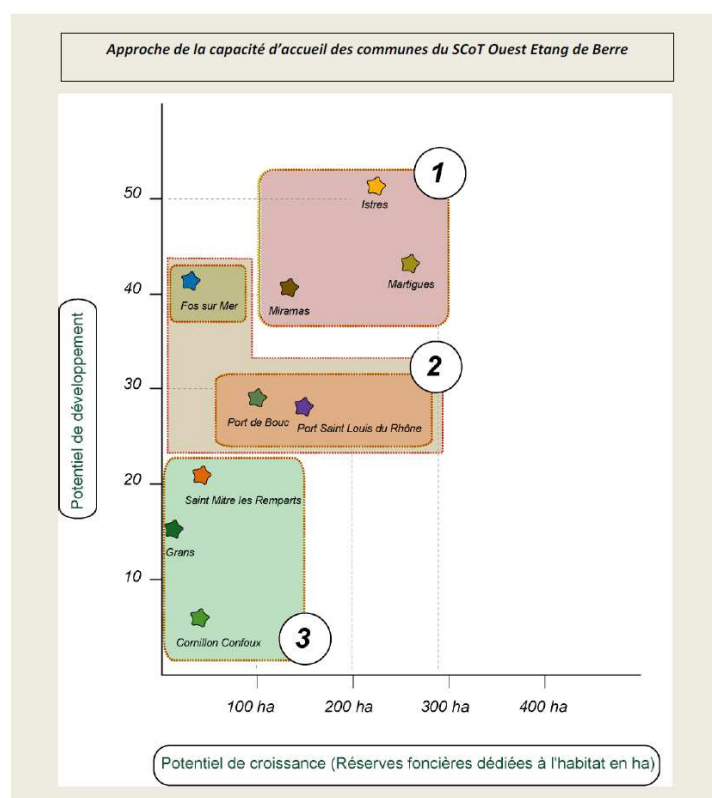 Approche de la capacité d'accueil des communes du SCoT Ouest Etang de Berre
1
50
Istres
Martigues
40
Fos sur Mer
Miramas
2
30
Port de Bouc
Port Saint Louis du Rhône
20
Saint Mitre les Remparts
Grans
10
Cornillon Confoux
3
Potentiel de développement
100 ha
200 ha
300 ha
400 ha
Potentiel de croissance (Réserves foncières dédiées à l'habitat en ha)